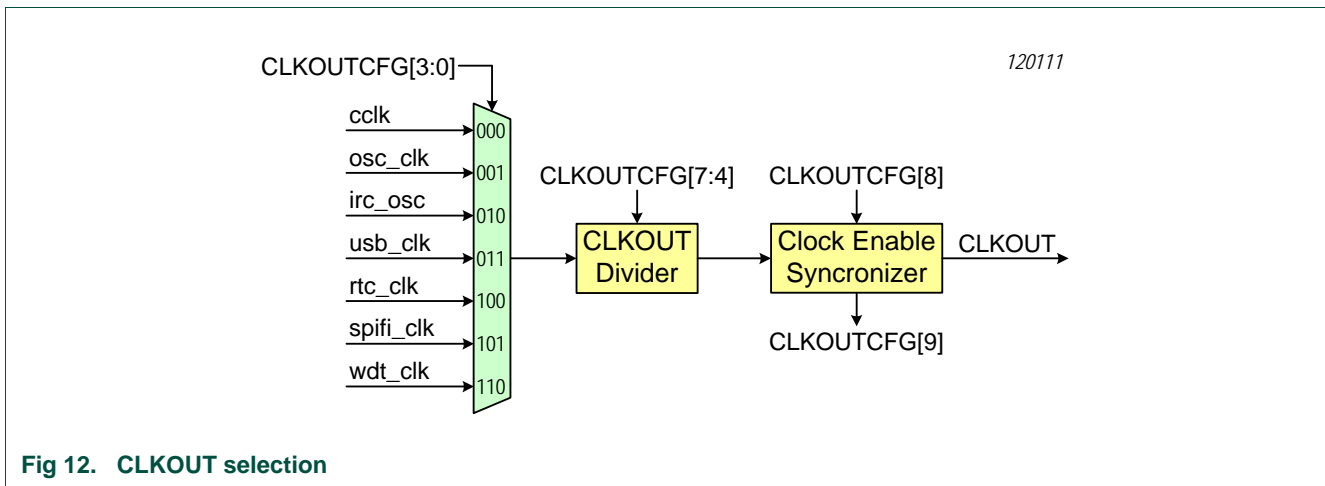 120111
CLKOUTCFG[3:0]
cclk
000
osc_clk
001
irc_osc
010
usb_clk
011
rtc_clk
100
spifi_clk
101
wdt_clk
110
CLKOUTCFG[7:4]
CLKOUT
Divider
CLKOUTCFG[8]
Clock Enable
Syncronizer
CLKOUTCFG[9]
CLKOUT
Fig 12. CLKOUT selection